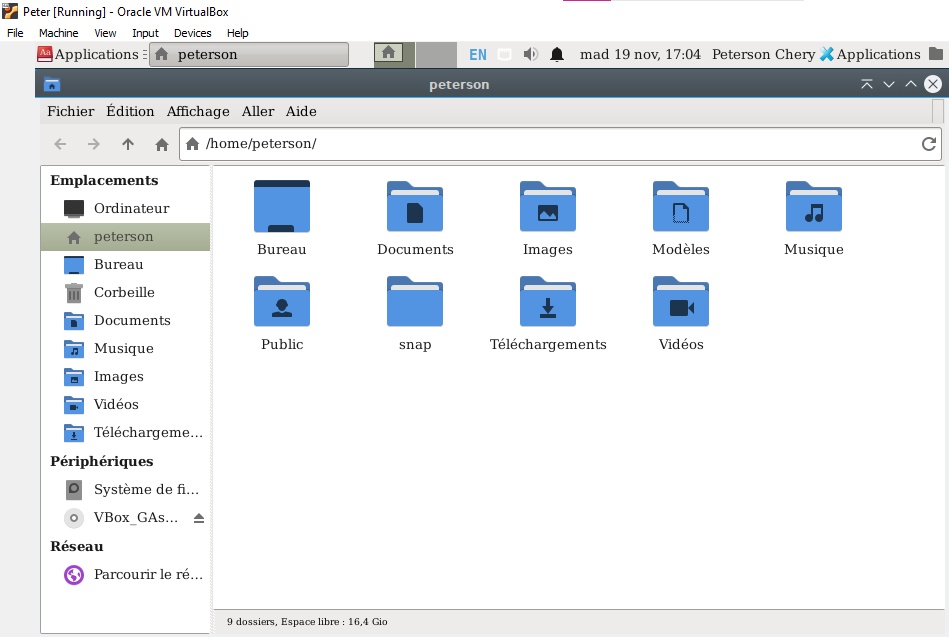 Peter [Running] - Oracle VM VirtualBox
File Machine View Input Devices Help
Aa Applications peterson EN mad 19 nov, 17:04 Peterson Chery Applications
peterson
Fichier Édition Affichage Aller Aide
/home/peterson/
Emplacements
Ordinateur
peterson
Bureau
Corbeille
Documents
Musique
Images
Vidéos
Téléchargeme...
Périphériques
Système de fi...
VBox_GAs...
Réseau
Parcourir le ré...
Bureau Documents Images Modèles Musique
Public snap Téléchargements Vidéos
9 dossiers, Espace libre : 16,4 Gio